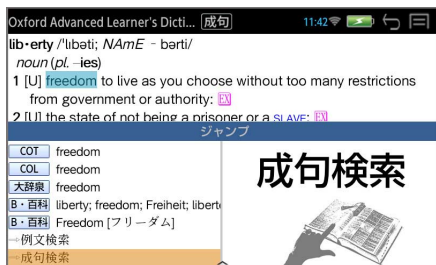 Oxford Advanced Learner's Dicti... 成句 11:42
lib·erty /ˈlɪbəti; NAmE -bərti/
noun (pl. -ies)
1 [U] freedom to live as you choose without too many restrictions
from government or authority: EX
2 [U] the state of not being a prisoner or a SLAVE: EX
ジャンプ
COT freedom
COL freedom
大辞泉 freedom
B・百科 liberty; freedom; Freiheit; libert
B・百科 Freedom [フリーダム]
→例文検索
→成句検索
成句検索